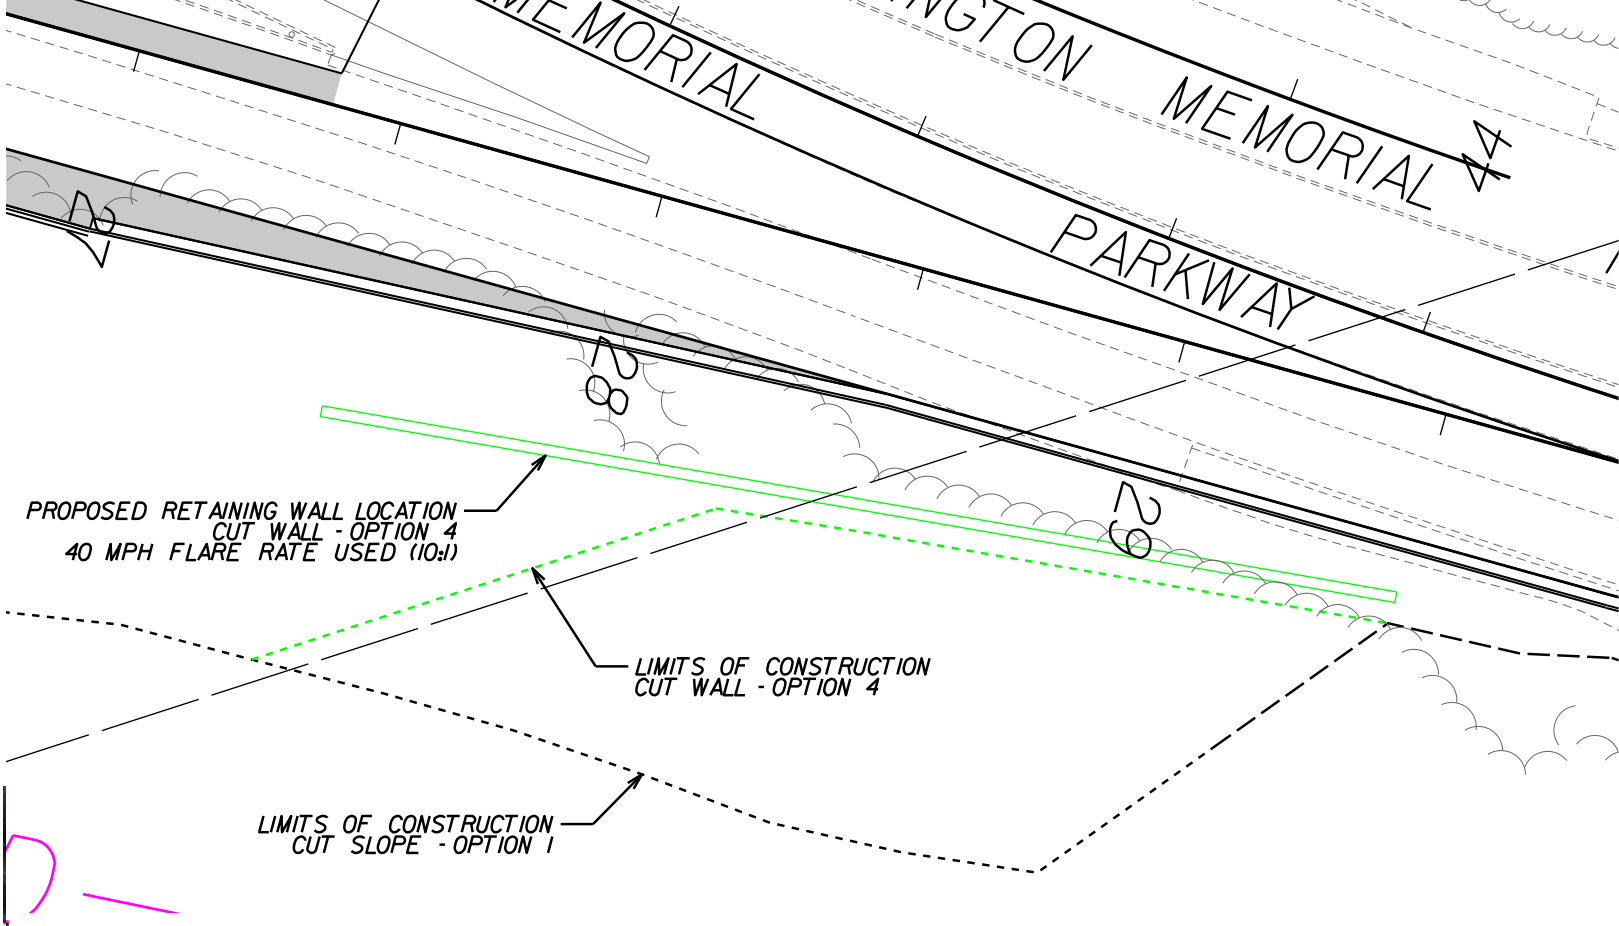 MEMORIAL
PARKWAY
NGTON MEMORIAL
44
27
28
29
PROPOSED RETAINING WALL LOCATION
CUT WALL - OPTION 4
40 MPH FLARE RATE USED (10:1)
LIMITS OF CONSTRUCTION
CUT WALL - OPTION 4
LIMITS OF CONSTRUCTION
CUT SLOPE - OPTION 1